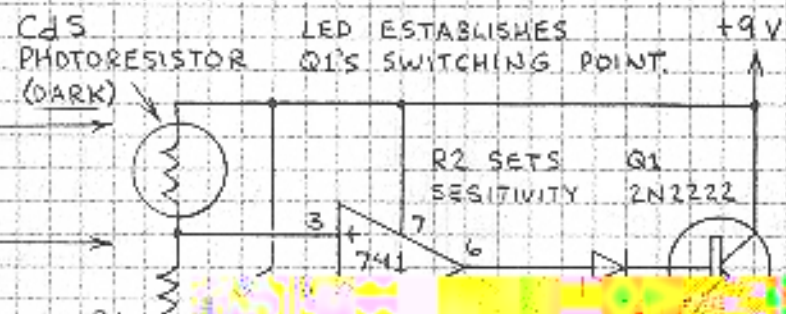 CdS
PHOTORESISTOR
(DARK)
LED ESTABLISHES
Q1'S SWITCHING POINT.
+9V
R2 SETS
SESITIVITY
Q1
2N2222
3
7
741
6